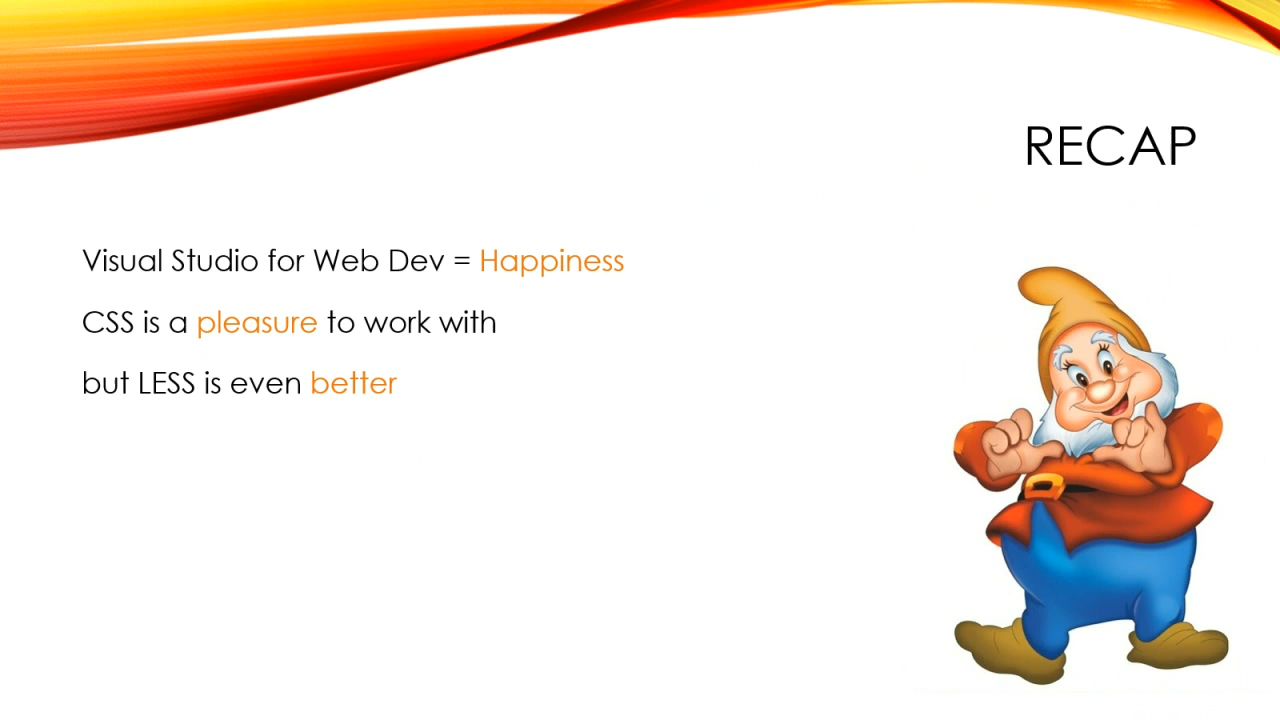 RECAP
Visual Studio for Web Dev = Happiness
CSS is a pleasure to work with
but LESS is even better